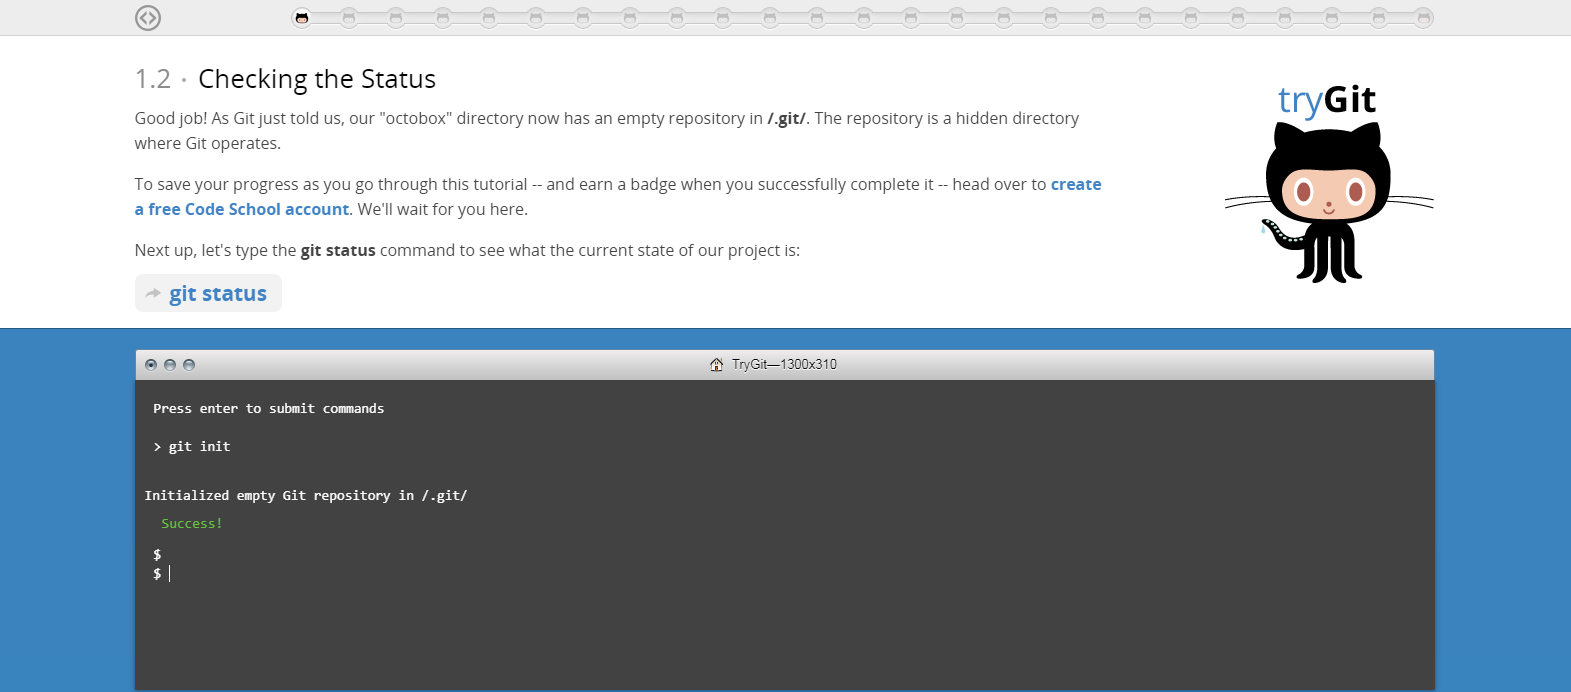 1.2 · Checking the Status
tryGit
Good job! As Git just told us, our "octobox" directory now has an empty repository in /.git/. The repository is a hidden directory
where Git operates.
To save your progress as you go through this tutorial -- and earn a badge when you successfully complete it -- head over to create
a free Code School account. We'll wait for you here.
Next up, let's type the git status command to see what the current state of our project is:
git status
TryGit—1300x310
Press enter to submit commands
> git init
Initialized empty Git repository in /.git/
Success!
$
$